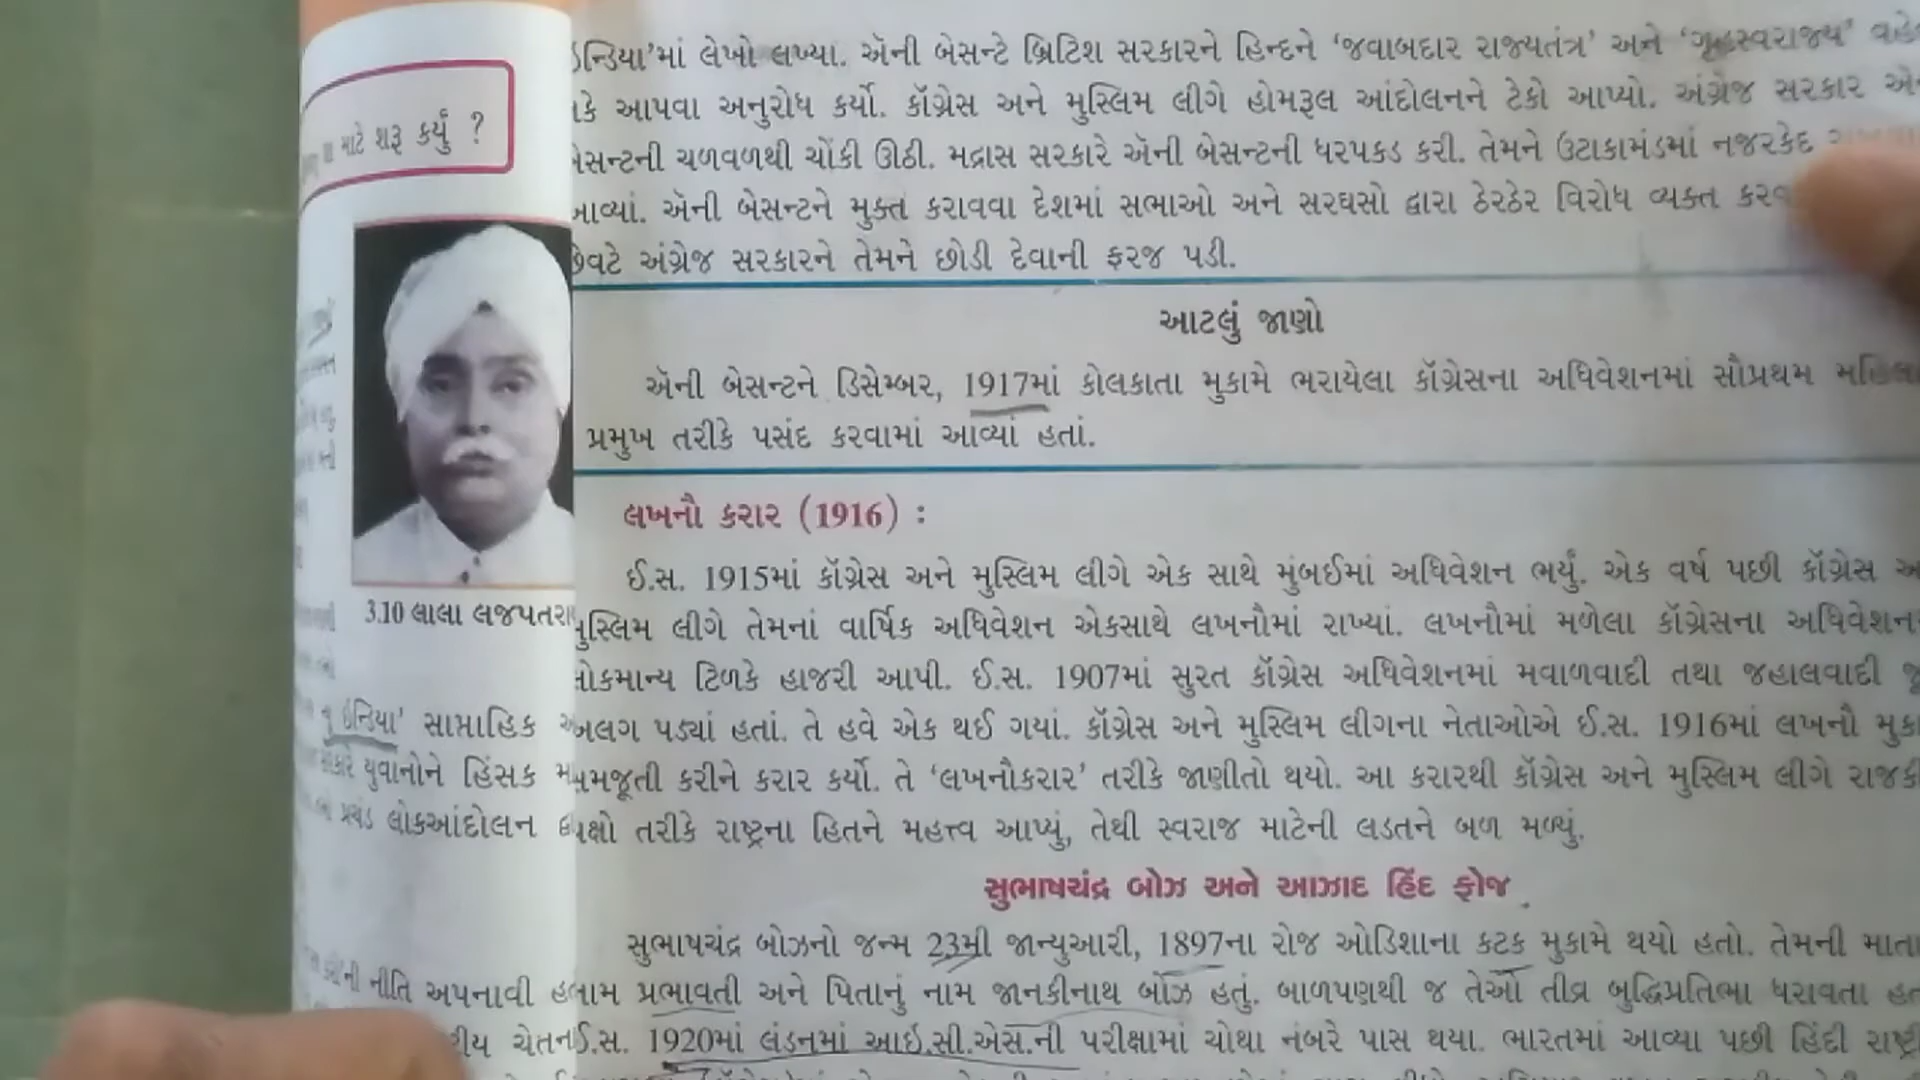 માટે શરૂ કર્યું ?
3.10 લાલા લજપતરાય
ઇન્ડિયા' સાપ્તાહિક
યુવાનોને હિંસક
પ્રચંડ લોકઆંદોલન
નીતિ અપનાવી
ઇન્ડિયા'માં લેખો લખ્યા. ઍની બેસન્ટે બ્રિટિશ સરકારને હિન્દને 'જવાબદાર રાજ્યતંત્ર' અને 'ગૃહસ્વરાજ્ય'
આપવા અનુરોધ કર્યો. કૉંગ્રેસ અને મુસ્લિમ લીગે હોમરૂલ આંદોલનને ટેકો આપ્યો. અંગ્રેજ સરકાર
બેસન્ટની ચળવળથી ચોંકી ઊઠી. મદ્રાસ સરકારે ઍની બેસન્ટની ધરપકડ કરી. તેમને ઉટાકામંડમાં નજરકેદ
આવ્યાં. ઍની બેસન્ટને મુક્ત કરાવવા દેશમાં સભાઓ અને સરઘસો દ્વારા ઠેરઠેર વિરોધ વ્યક્ત
છેવટે અંગ્રેજ સરકારને તેમને છોડી દેવાની ફરજ પડી.
આટલું જાણો
ઍની બેસન્ટને ડિસેમ્બર, 1917માં કોલકાતા મુકામે ભરાયેલા કૉંગ્રેસના અધિવેશનમાં સૌપ્રથમ મહિલા
પ્રમુખ તરીકે પસંદ કરવામાં આવ્યાં હતાં.
લખનૌ કરાર (1916) :
ઈ.સ. 1915માં કૉંગ્રેસ અને મુસ્લિમ લીગે એક સાથે મુંબઈમાં અધિવેશન ભર્યું. એક વર્ષ પછી કૉંગ્રેસ
મુસ્લિમ લીગે તેમનાં વાર્ષિક અધિવેશન એકસાથે લખનૌમાં રાખ્યાં. લખનૌમાં મળેલા કૉંગ્રેસના
લોકમાન્ય ટિળકે હાજરી આપી. ઈ.સ. 1907માં સુરત કૉંગ્રેસ અધિવેશનમાં મવાળવાદી તથા જહાલવાદી
અલગ પડ્યાં હતાં. તે હવે એક થઈ ગયાં. કૉંગ્રેસ અને મુસ્લિમ લીગના નેતાઓએ ઈ.સ. 1916માં લખનૌ
સમજૂતી કરીને કરાર કર્યો. તે 'લખનૌકરાર' તરીકે જાણીતો થયો. આ કરારથી કૉંગ્રેસ અને મુસ્લિમ લીગે
પક્ષો તરીકે રાષ્ટ્રના હિતને મહત્ત્વ આપ્યું, તેથી સ્વરાજ માટેની લડતને બળ મળ્યું.
સુભાષચંદ્ર બોઝ અને આઝાદ હિંદ ફોજ
સુભાષચંદ્ર બોઝનો જન્મ 23મી જાન્યુઆરી, 1897ના રોજ ઓડિશાના કટક મુકામે થયો હતો. તેમની
પ્રભાવતી અને પિતાનું નામ જાનકીનાથ બોઝ હતું. બાળપણથી જ તેઓ તીવ્ર બુદ્ધિપ્રતિભા ધરાવતા
ઈ.સ. 1920માં લંડનમાં આઇ.સી.એસ.ની પરીક્ષામાં ચોથા નંબરે પાસ થયા. ભારતમાં આવ્યા પછી હિંદી